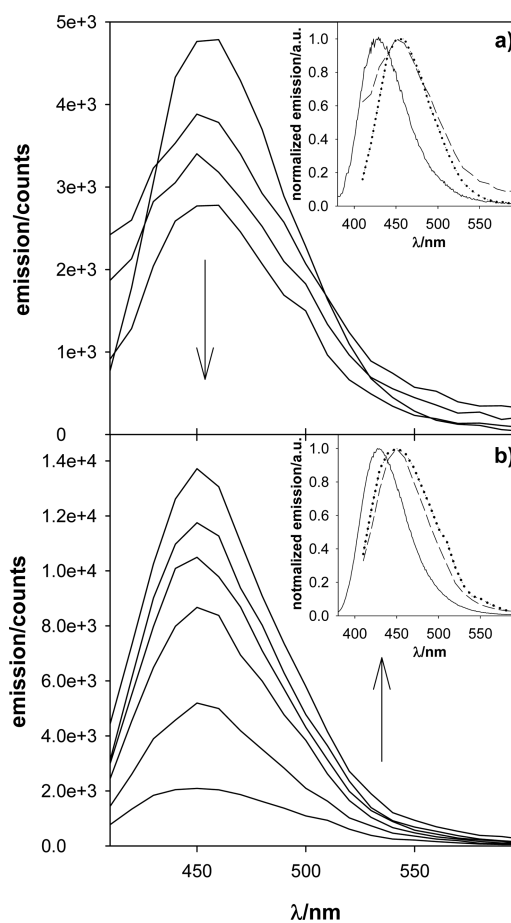 5e+3
4e+3
3e+3
2e+3
1e+3
0
emission/counts
a)
normalized emission/a.u.
1.0
0.8
0.6
0.4
0.2
0.0
400 450 500 550
λ/nm
1.4e+4
1.2e+4
1.0e+4
8.0e+3
6.0e+3
4.0e+3
2.0e+3
0.0
emission/counts
b)
notmalized emission/a.u.
1.0
0.8
0.6
0.4
0.2
0.0
400 450 500 550
λ/nm
450 500 550
λ/nm